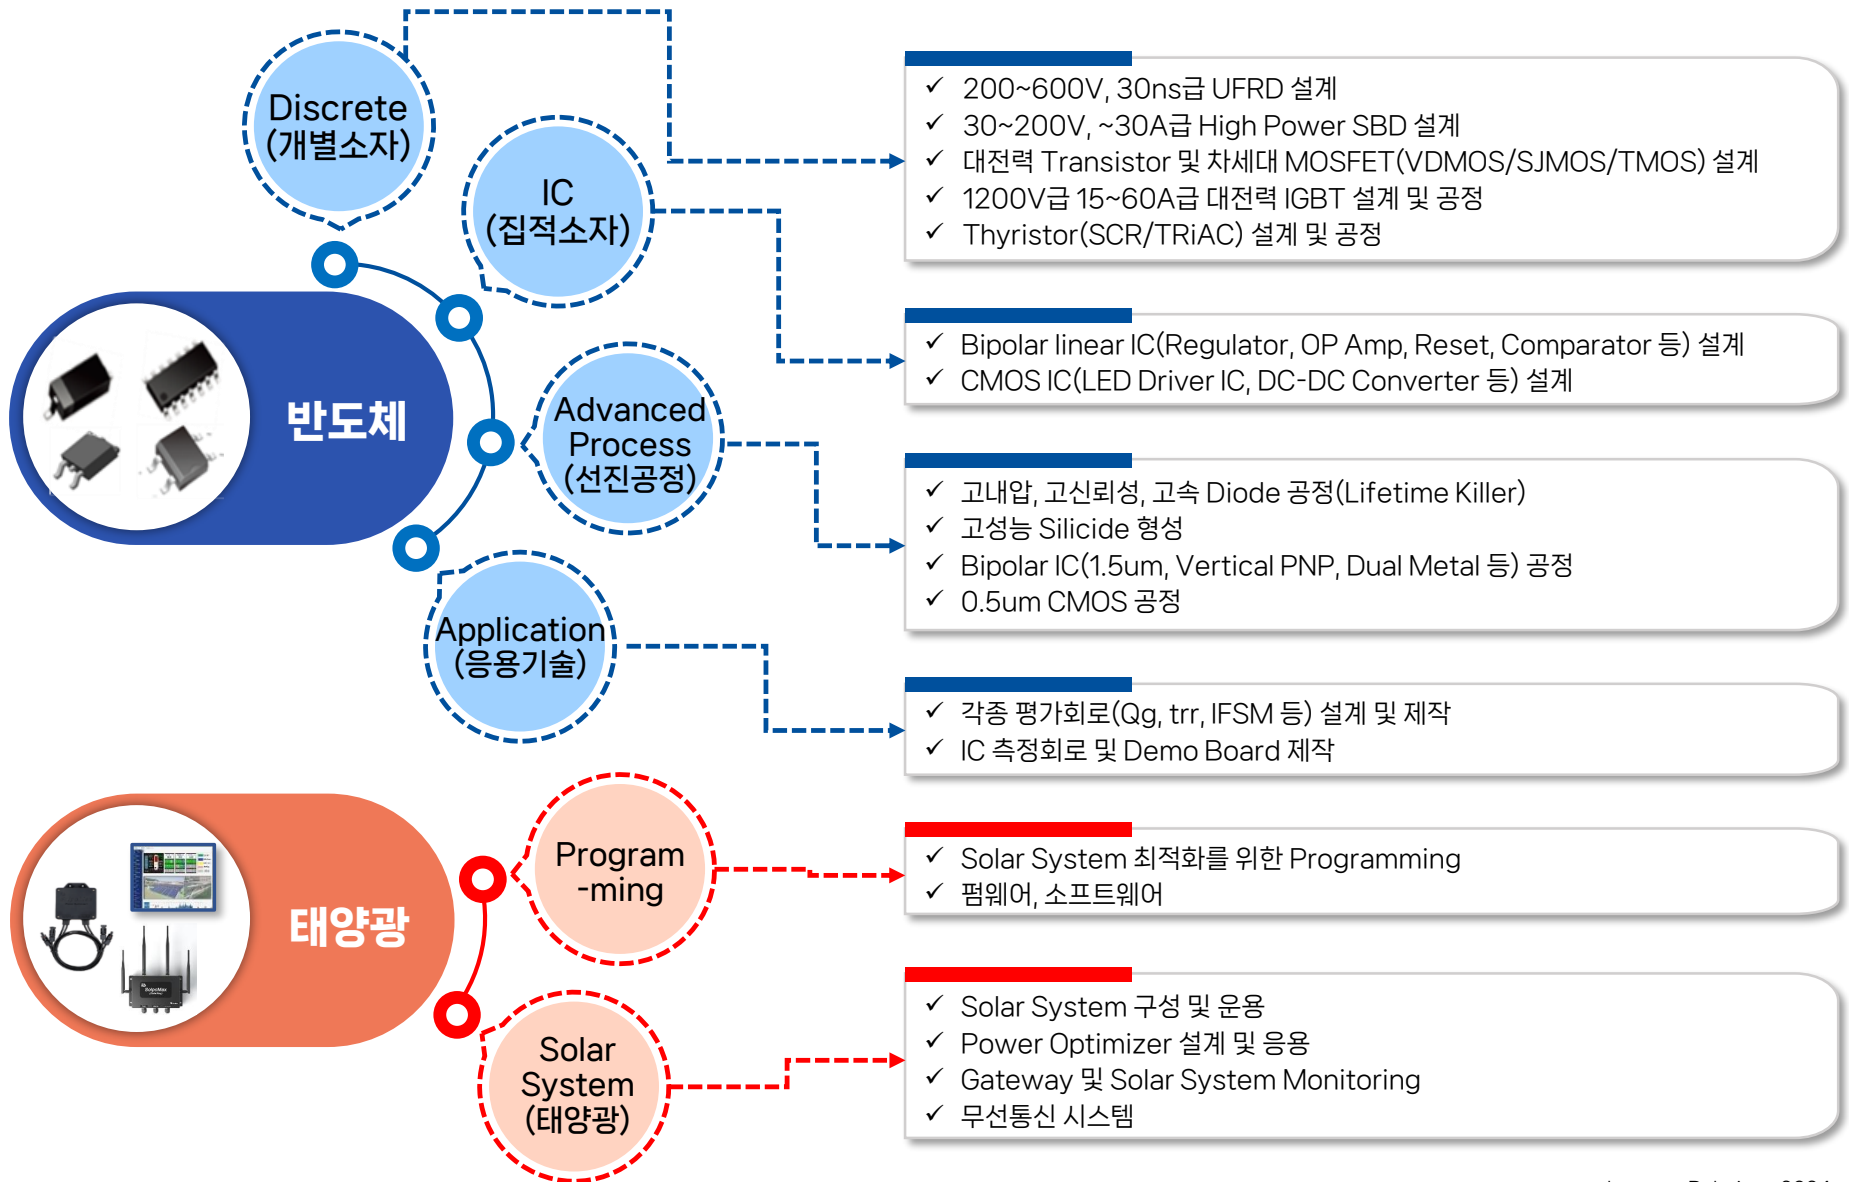 Discrete
(개별소자)
✓ 200~600V, 30ns급 UFRD 설계
✓ 30~200V, ~30A급 High Power SBD 설계
✓ 대전력 Transistor 및 차세대 MOSFET(VDMOS/SJMOS/TMOS) 설계
✓ 1200V급 15~60A급 대전력 IGBT 설계 및 공정
✓ Thyristor(SCR/TRiAC) 설계 및 공정
IC
(집적소자)
✓ Bipolar linear IC(Regulator, OP Amp, Reset, Comparator 등) 설계
✓ CMOS IC(LED Driver IC, DC-DC Converter 등) 설계
반도체
Advanced
Process
(선진공정)
✓ 고내압, 고신뢰성, 고속 Diode 공정(Lifetime Killer)
✓ 고성능 Silicide 형성
✓ Bipolar IC(1.5um, Vertical PNP, Dual Metal 등) 공정
✓ 0.5um CMOS 공정
Application
(응용기술)
✓ 각종 평가회로(Qg, trr, IFSM 등) 설계 및 제작
✓ IC 측정회로 및 Demo Board 제작
태양광
Program
-ming
✓ Solar System 최적화를 위한 Programming
✓ 펌웨어, 소프트웨어
Solar
System
(태양광)
✓ Solar System 구성 및 운용
✓ Power Optimizer 설계 및 응용
✓ Gateway 및 Solar System Monitoring
✓ 무선통신 시스템